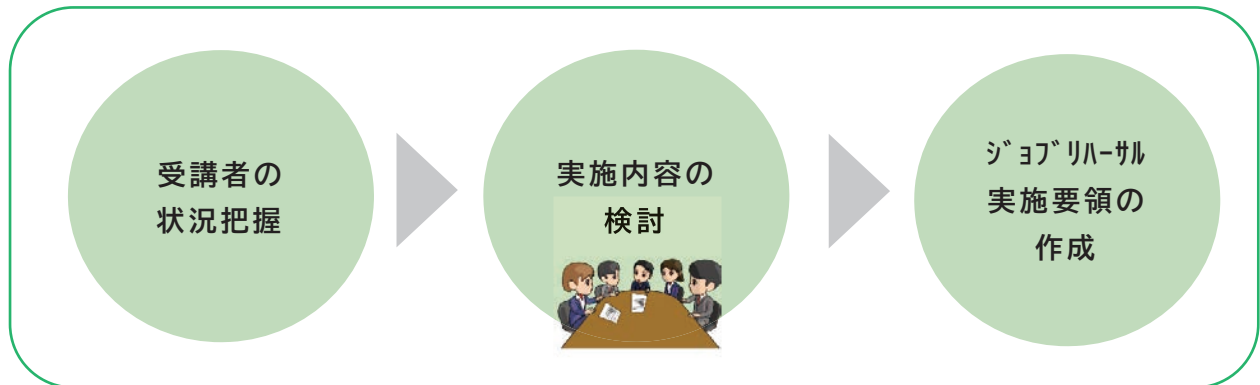 受講者の
状況把握
実施内容の
検討
ｼﾞｮﾌﾞﾘﾊｰｻﾙ
実施要領の
作成